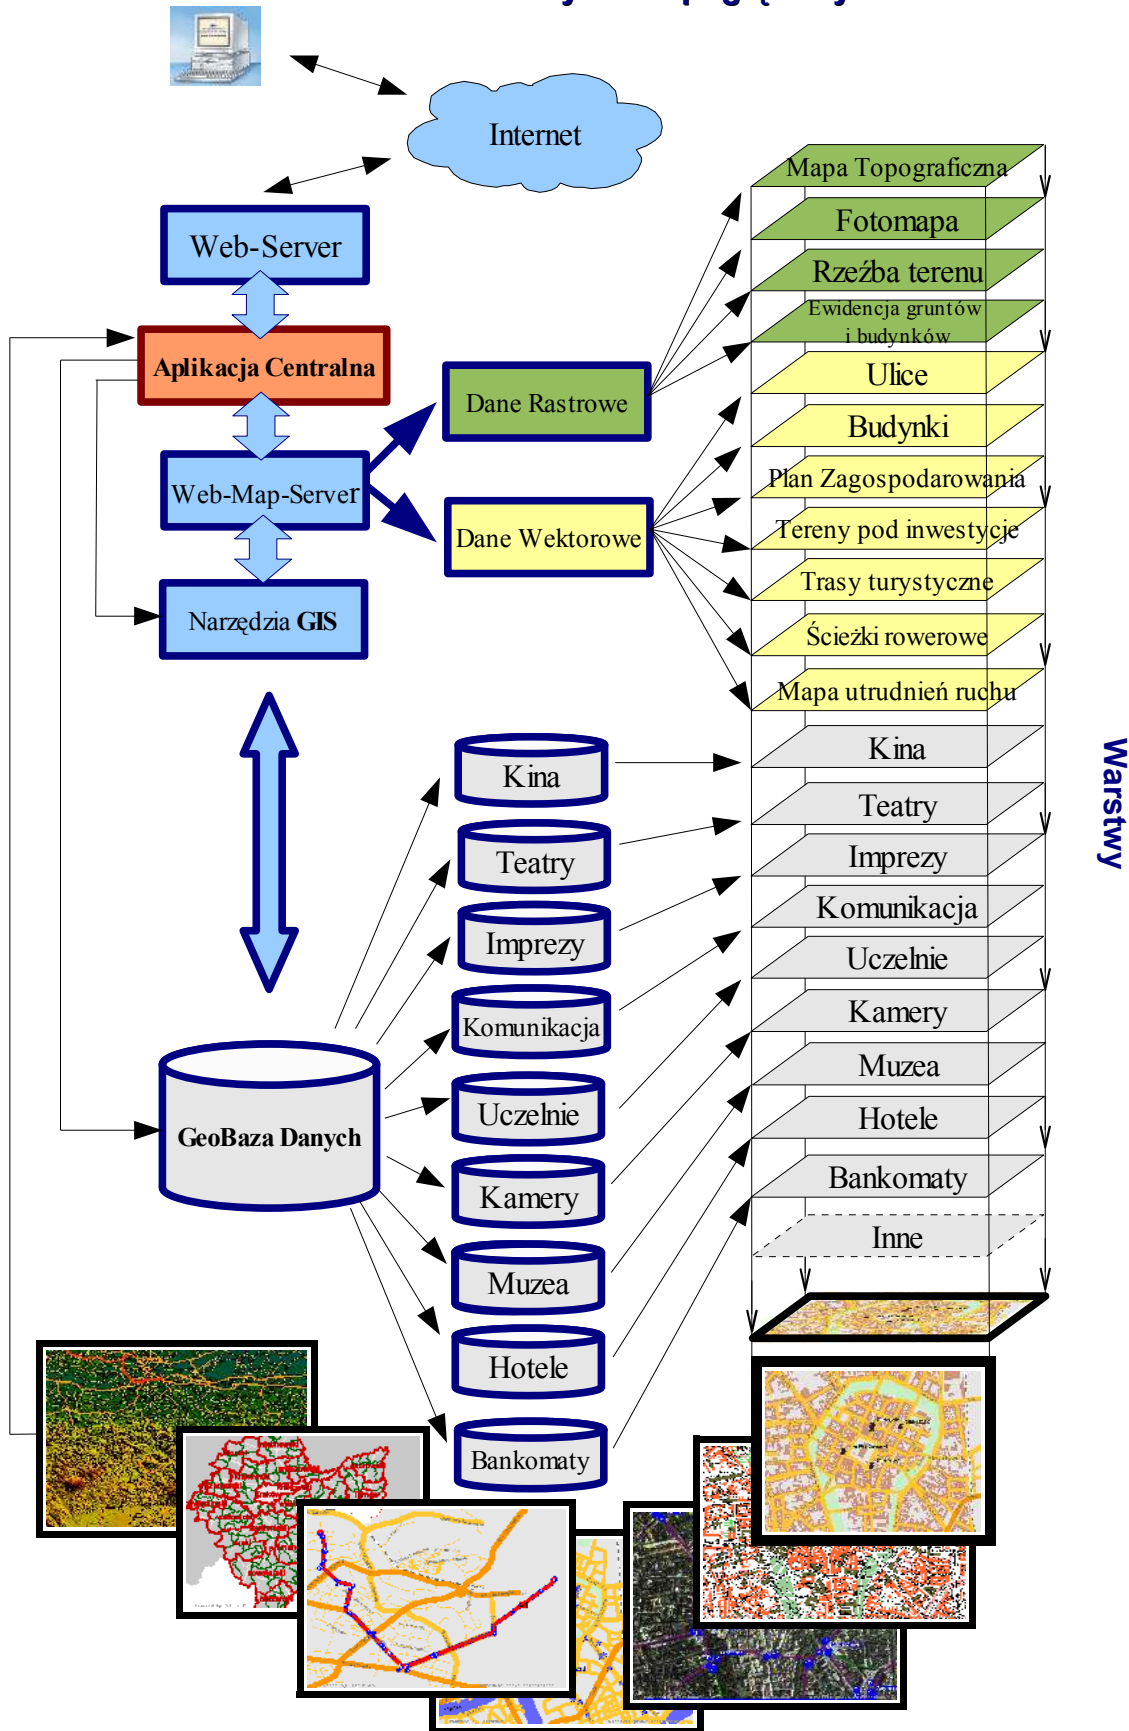 Internet
Web-Server
Aplikacja Centralna
Web-Map-Server
Narzędzia GIS
Dane Rastrowe
Dane Wektorowe
Mapa Topograficzna
Fotomapa
Rzeźba terenu
Ewidencja gruntów
i budynków
Ulice
Budynki
Plan Zagospodarowania
Tereny pod inwestycje
Trasy turystyczne
Ścieżki rowerowe
Mapa utrudnień ruchu
Kina
Teatry
Imprezy
Komunikacja
Uczelnie
Kamery
Muzea
Hotele
Bankomaty
Inne
Warstwy
GeoBaza Danych
Kina
Teatry
Imprezy
Komunikacja
Uczelnie
Kamery
Muzea
Hotele
Bankomaty